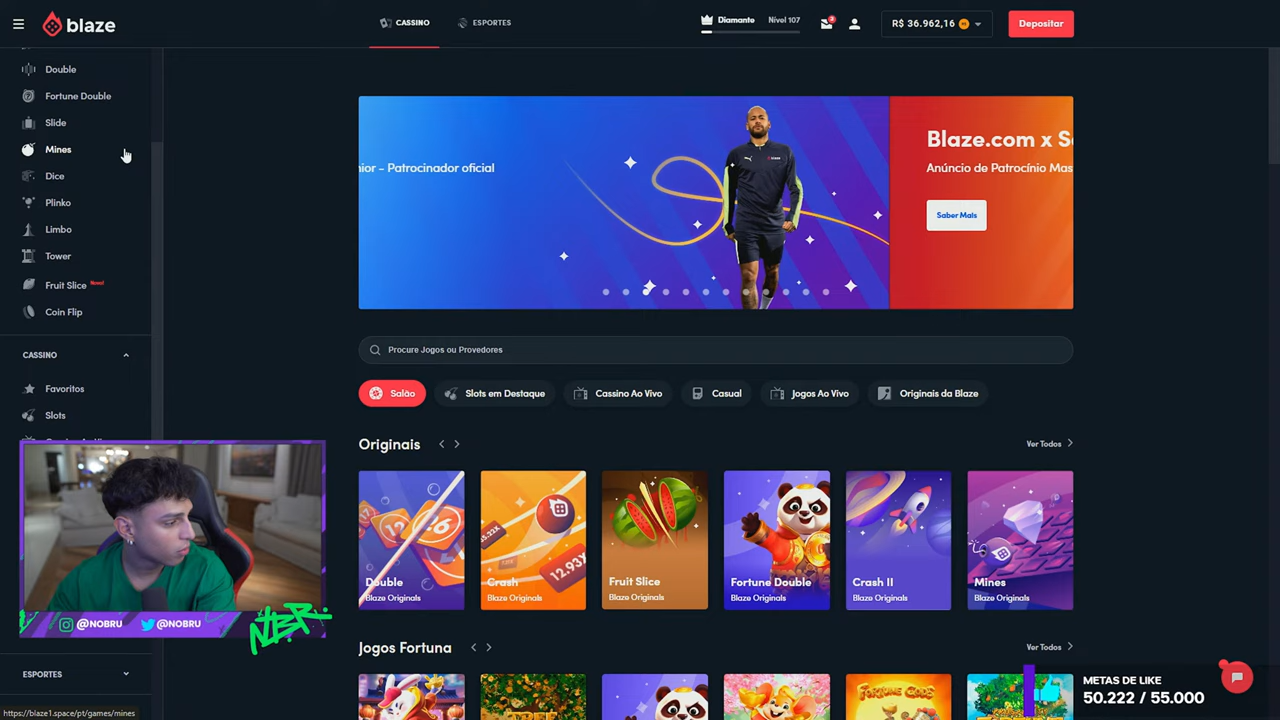 blaze
CASSINO
ESPORTES
Diamante
Nível 107
3
R$ 36.962,16
Depositar
Double
Fortune Double
Slide
Mines
Dice
Plinko
Limbo
Tower
Fruit Slice Novo!
Coin Flip
CASSINO
Favoritos
Slots
ior - Patrocinador oficial
Blaze.com x S
Anúncio de Patrocínio Mas
Saber Mais
Procure Jogos ou Provedores
Salão
Slots em Destaque
Cassino Ao Vivo
Casual
Jogos Ao Vivo
Originais da Blaze
Originais
Ver Todos
Double
Blaze Originals
Crash
Blaze Originals
12.93X
Fruit Slice
Blaze Originals
Fortune Double
Blaze Originals
Crash II
Blaze Originals
Mines
Blaze Originals
Jogos Fortuna
Ver Todos
@NOBRU
@NOBRU
NBR
ESPORTES
METAS DE LIKE
50.222 / 55.000
https://blaze1.space/pt/games/mines